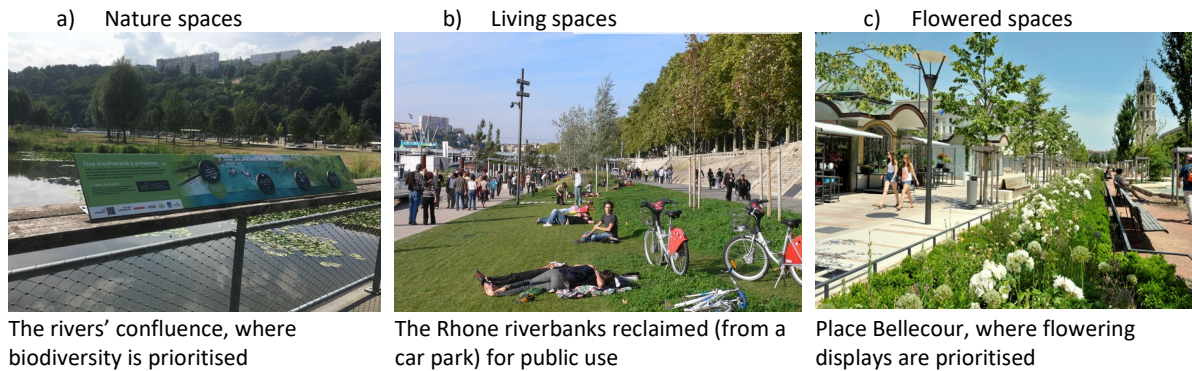 a) Nature spaces
b) Living spaces
c) Flowered spaces
Une biodiversité à préserver
The rivers’ confluence, where
biodiversity is prioritised
The Rhone riverbanks reclaimed (from a
car park) for public use
Place Bellecour, where flowering
displays are prioritised